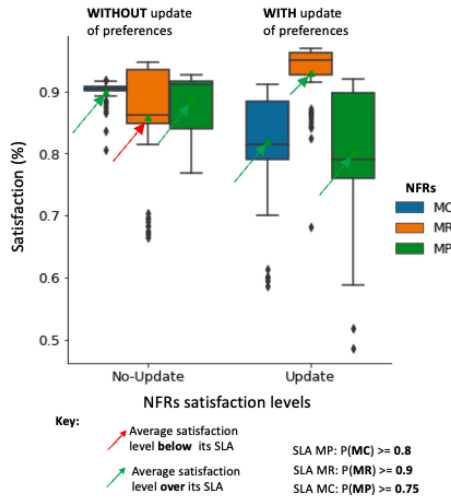 WITHOUT update
of preferences
WITH update
of preferences
0.9
0.8
0.7
0.6
0.5
Satisfaction (%)
NFRs
MC
MR
MP
No-Update
Update
NFRs satisfaction levels
Key:
Average satisfaction
level below its SLA
Average satisfaction
level over its SLA
SLA MP: P(MC) >= 0.8
SLA MR: P(MR) >= 0.9
SLA MC: P(MP) >= 0.75